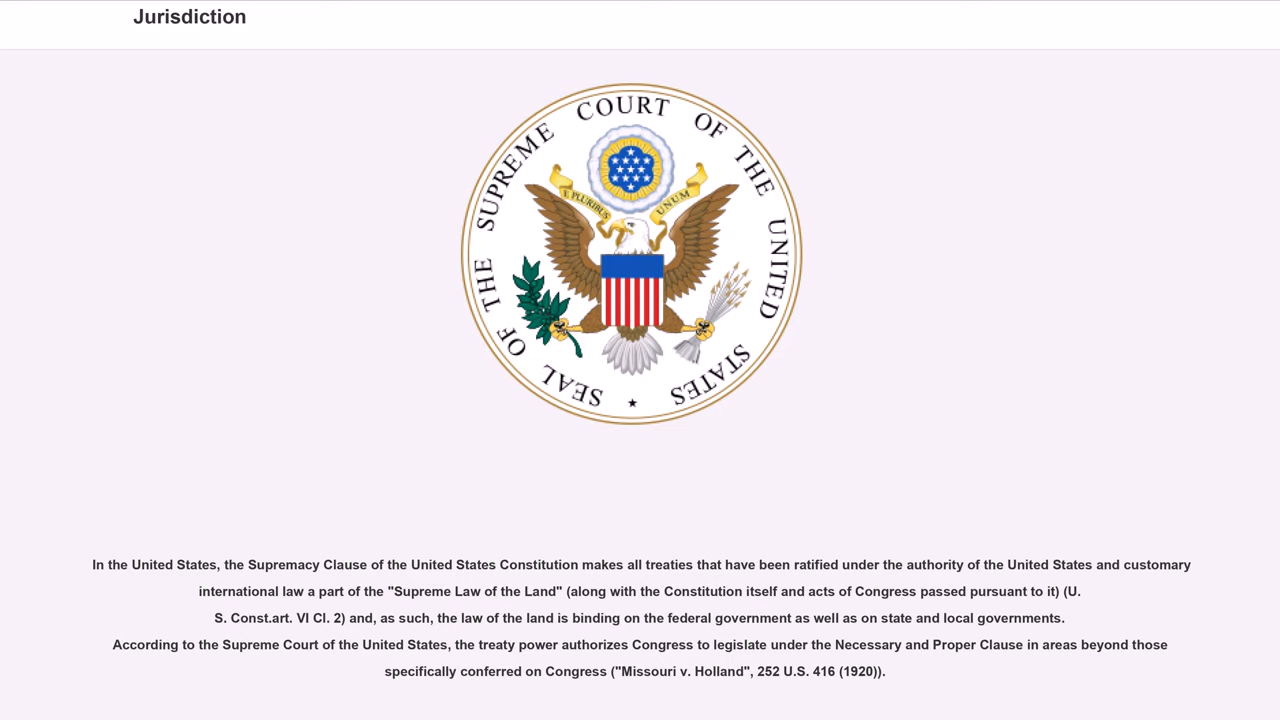 Jurisdiction
SEAL OF THE SUPREME COURT OF THE UNITED STATES
E PLURIBUS UNUM
In the United States, the Supremacy Clause of the United States Constitution makes all treaties that have been ratified under the authority of the United States and customary
international law a part of the "Supreme Law of the Land" (along with the Constitution itself and acts of Congress passed pursuant to it) (U.
S. Const.art. VI Cl. 2) and, as such, the law of the land is binding on the federal government as well as on state and local governments.
According to the Supreme Court of the United States, the treaty power authorizes Congress to legislate under the Necessary and Proper Clause in areas beyond those
specifically conferred on Congress ("Missouri v. Holland", 252 U.S. 416 (1920)).